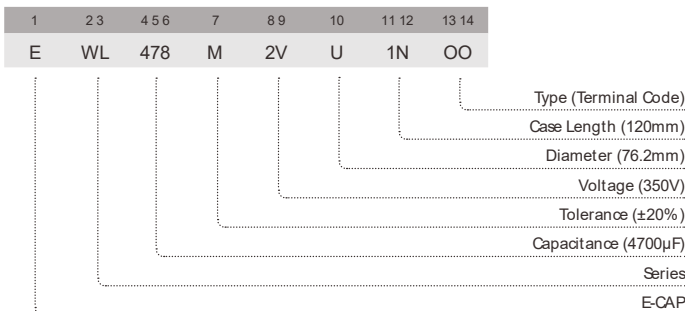 1 2 3 4 5 6 7 8 9 10 11 12 13 14
E WL 478 M 2V U 1N OO
Type (Terminal Code)
Case Length (120mm)
Diameter (76.2mm)
Voltage (350V)
Tolerance (±20%)
Capacitance (4700µF)
Series
E-CAP